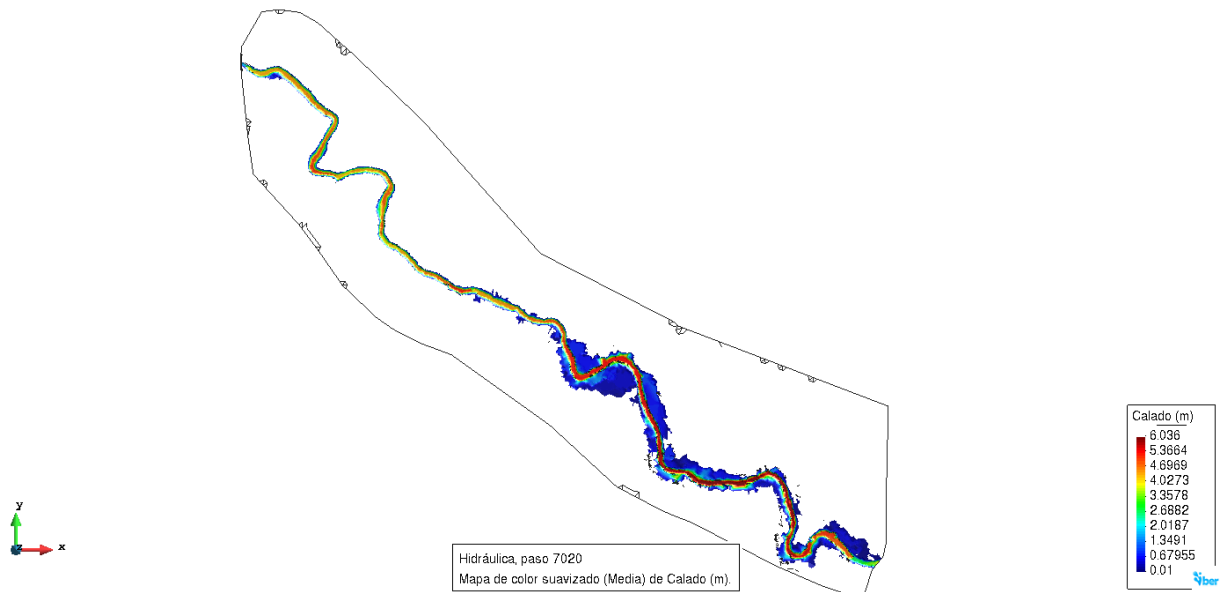 y
x
z
Hidráulica, paso 7020
Mapa de color suavizado (Media) de Calado (m).
Calado (m)
6.036
5.3664
4.6969
4.0273
3.3578
2.6882
2.0187
1.3491
0.67955
0.01
iber